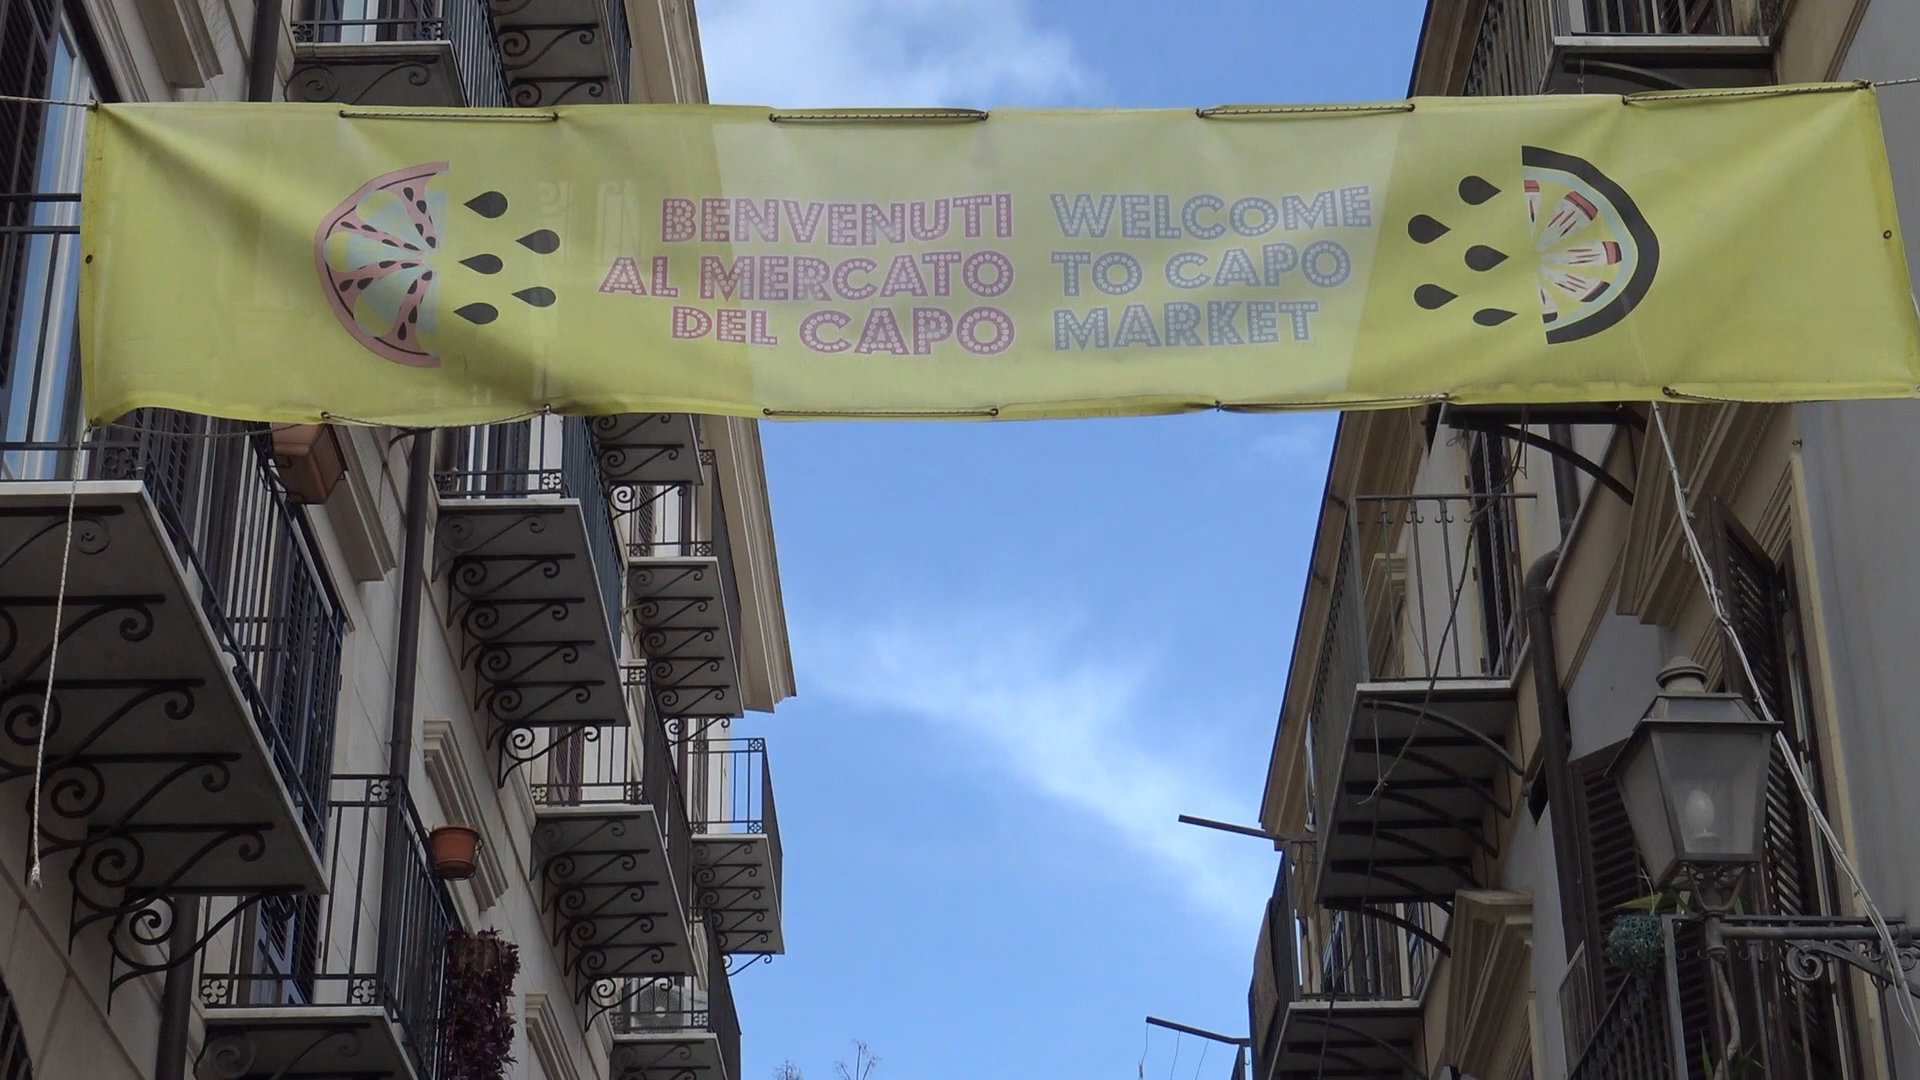 BENVENUTI
AL MERCATO
DEL CAPO
WELCOME
TO CAPO
MARKET